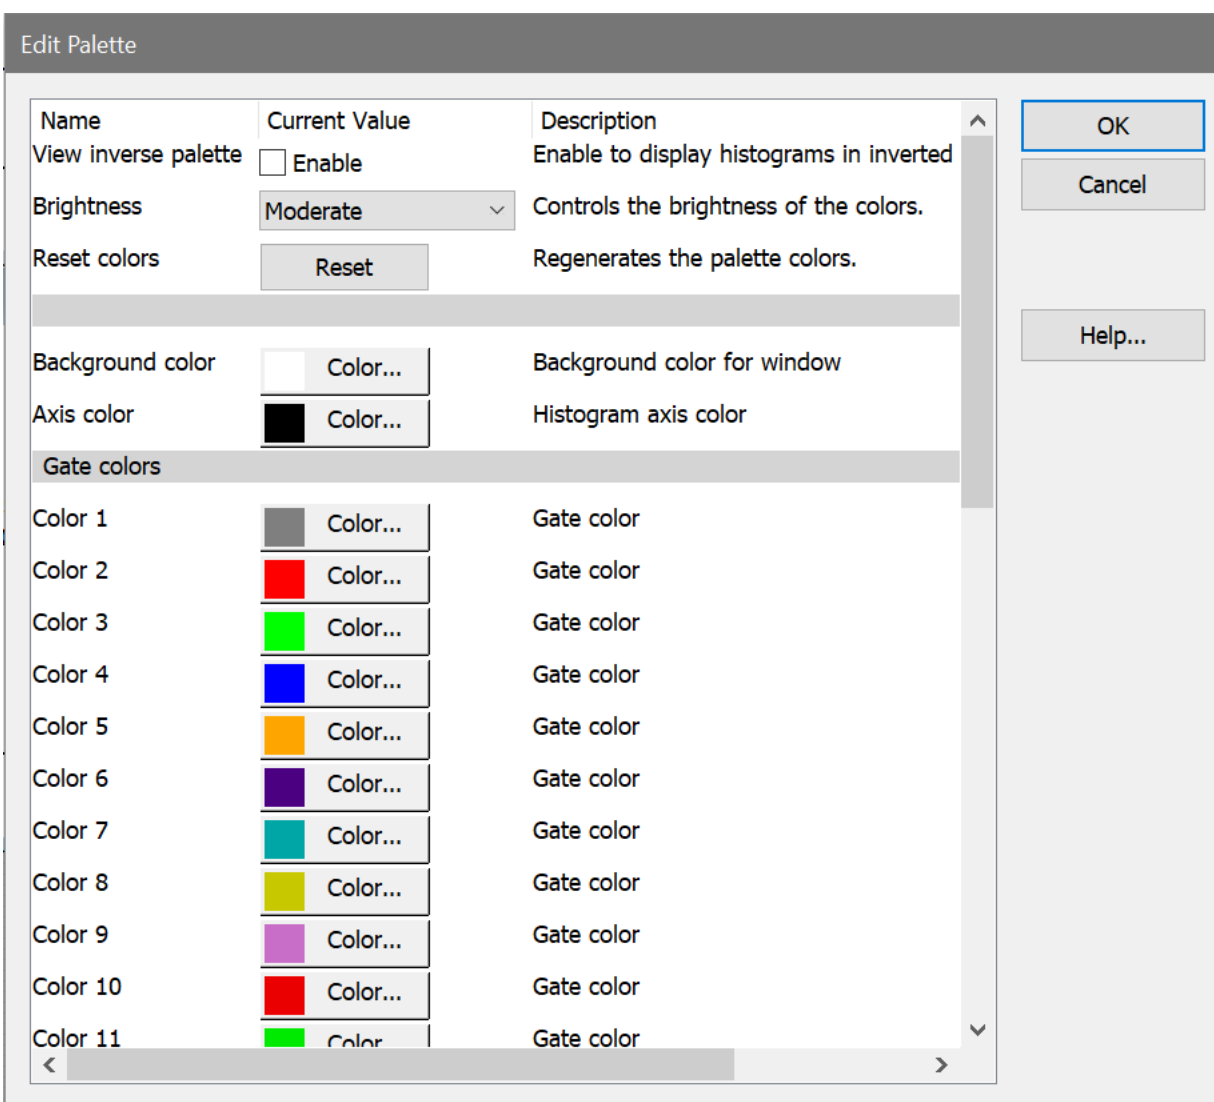 Edit Palette
Name Current Value Description
View inverse palette Enable Enable to display histograms in inverted
Brightness Moderate Controls the brightness of the colors.
Reset colors Reset Regenerates the palette colors.
Background color Color... Background color for window
Axis color Color... Histogram axis color
Gate colors
Color 1 Color... Gate color
Color 2 Color... Gate color
Color 3 Color... Gate color
Color 4 Color... Gate color
Color 5 Color... Gate color
Color 6 Color... Gate color
Color 7 Color... Gate color
Color 8 Color... Gate color
Color 9 Color... Gate color
Color 10 Color... Gate color
Color 11 Color Gate color
OK
Cancel
Help...